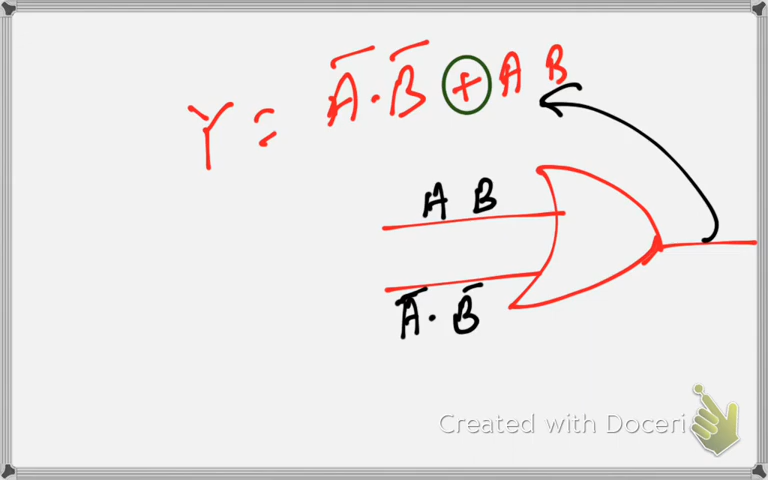 Y = A̅·B̅ + A B
A B
A̅·B̅
Created with Doceri